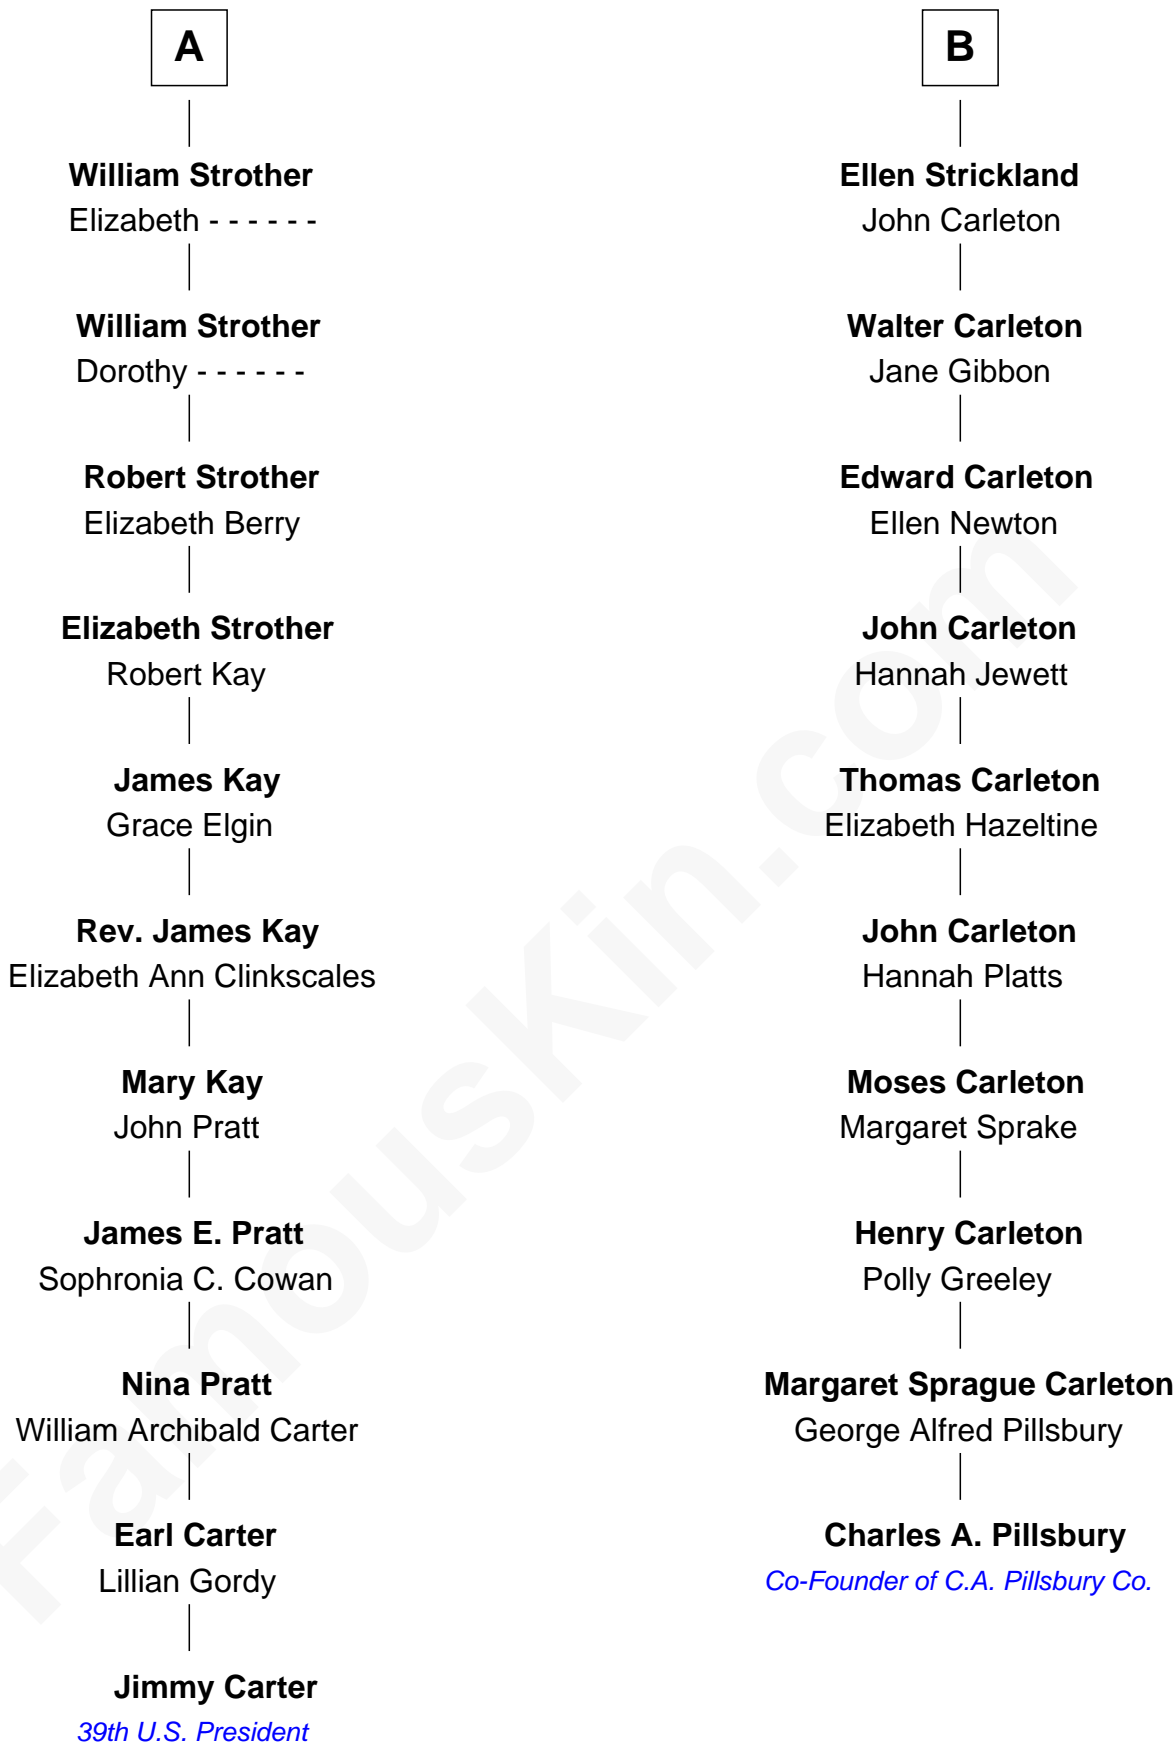 A
William Strother
Elizabeth - - - - - -
William Strother
Dorothy - - - - - -
Robert Strother
Elizabeth Berry
Elizabeth Strother
Robert Kay
James Kay
Grace Elgin
Rev. James Kay
Elizabeth Ann Clinkscales
Mary Kay
John Pratt
James E. Pratt
Sophronia C. Cowan
Nina Pratt
William Archibald Carter
Earl Carter
Lillian Gordy
Jimmy Carter
39th U.S. President
B
Ellen Strickland
John Carleton
Walter Carleton
Jane Gibbon
Edward Carleton
Ellen Newton
John Carleton
Hannah Jewett
Thomas Carleton
Elizabeth Hazeltine
John Carleton
Hannah Platts
Moses Carleton
Margaret Sprake
Henry Carleton
Polly Greeley
Margaret Sprague Carleton
George Alfred Pillsbury
Charles A. Pillsbury
Co-Founder of C.A. Pillsbury Co.
FamousKin.com